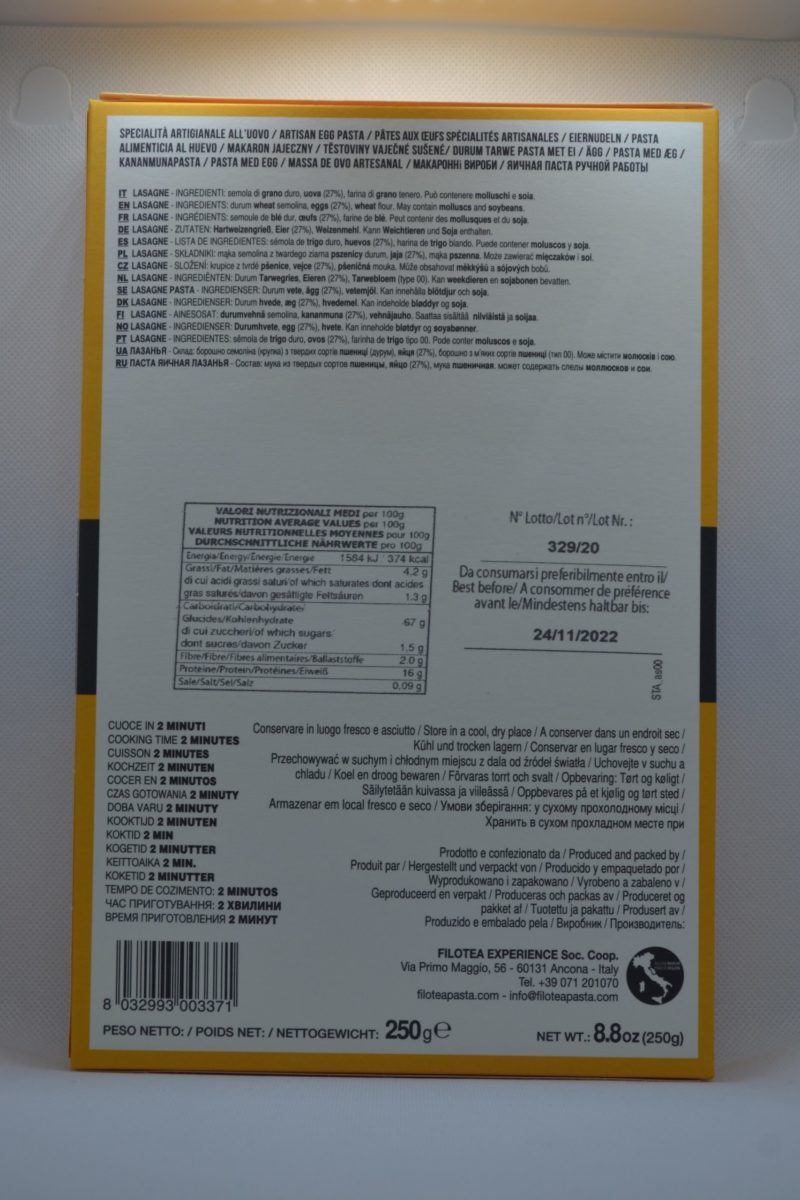 SPECIALITÀ ARTIGIANALE ALL'UOVO / ARTISAN EGG PASTA / PÂTES AUX ŒUFS SPÉCIALITÉS ARTISANALES / EIERNUDELN / PASTA
ALIMENTICIA AL HUEVO / MAKARON JAJECZNY / TĚSTOVINY VAJEČNÉ SUŠENÉ/ DURUM TARWE PASTA MET EI / ÄGG / PASTA MED ÆG /
KANANMUNAPASTA / PASTA MED EGG / MASSA DE OVO ARTESANAL / МАКАРОННІ ВИРОБИ / ЯИЧНАЯ ПАСТА РУЧНОЙ РАБОТЫ
IT LASAGNE - INGREDIENTI: semola di grano duro, uova (27%), farina di grano tenero. Può contenere molluschi e soia.
EN LASAGNE - INGREDIENTS: durum wheat semolina, eggs (27%), wheat flour. May contain molluscs and soybeans.
FR LASAGNE - INGRÉDIENTS: semoule de blé dur, œufs (27%), farine de blé. Peut contenir des mollusques et du soja.
DE LASAGNE - ZUTATEN: Hartweizengrieß, Eier (27%), Weizenmehl. Kann Weichtieren und Soja enthalten.
ES LASAGNE - LISTA DE INGREDIENTES: sémola de trigo duro, huevos (27%), harina de trigo blando. Puede contener moluscos y soja.
PL LASAGNE - SKŁADNIKI: mąka semolina z twardego ziarna pszenicy durum, jaja (27%), mąka pszenna. Może zawierać mięczaków i soi.
CZ LASAGNE - SLOŽENÍ: krupice z tvrdé pšenice, vejce (27%), pšeničná mouka. Může obsahovat měkkýšů a sójových bobů.
NL LASAGNE - INGREDIËNTEN: Durum Tarwegries, Eieren (27%), Tarwebloem (type 00). Kan weekdieren en sojabonen bevatten.
SE LASAGNE PASTA - INGREDIENSER: Durum vete, ägg (27%), vetemjöl. Kan innehålla blötdjur och soja.
DK LASAGNE - INGREDIENSER: Durum hvede, æg (27%), hvedemel. Kan indeholde bløddyr og soja.
FI LASAGNE - AINESOSAT: durumvehnä semolina, kananmuna (27%), vehnäjauho. Saattaa sisältää nilviäistä ja soijaa.
NO LASAGNE - INGREDIENSER: Durumhvete, egg (27%), hvete. Kan inneholde bløtdyr og soyabønner.
PT LASAGNE - INGREDIENTES: sêmola de trigo duro, ovos (27%), farinha de trigo tipo 00. Pode conter moluscos e soja.
UA ЛАЗАНЬЯ - Склад: борошно семоліна (крупка) з твердих сортів пшениці (дурум), яйця (27%), борошно з м'яких сортів пшениці (тип 00). Може містити молюсків і сою.
RU ПАСТА ЯИЧНАЯ ЛАЗАНЬЯ - Состав: мука из твердых сортов пшеницы, яйцо (27%), мука пшеничная. может содержать следы моллюсков и сои.
VALORI NUTRIZIONALI MEDI per 100g
NUTRITION AVERAGE VALUES per 100g
VALEURS NUTRITIONNELLES MOYENNES pour 100g
DURCHSCHNITTLICHE NÄHRWERTE pro 100g
Energia/Energy/Énergie/Energie 1584 kJ / 374 kcal
Grassi/Fat/Matières grasses/Fett 4.2 g
di cui acidi grassi saturi/of which saturates dont acides
gras saturés/davon gesättigte Fettsäuren 1.3 g
Carboidrati/Carbohydrate/
Glucides/Kohlenhydrate 67 g
di cui zuccheri/of which sugars
dont sucres/davon Zucker 1,5 g
Fibre/Fibre/Fibres alimentaires/Ballaststoffe 2.0 g
Proteine/Protein/Protéines/Eiweiß 16 g
Sale/Salt/Sel/Salz 0,09 g
N° Lotto/Lot n°/Lot Nr.:
329/20
Da consumarsi preferibilmente entro il/
Best before/ A consommer de préférence
avant le/Mindestens haltbar bis:
24/11/2022
STA_as00
CUOCE IN 2 MINUTI
COOKING TIME 2 MINUTES
CUISSON 2 MINUTES
KOCHZEIT 2 MINUTEN
COCER EN 2 MINUTOS
CZAS GOTOWANIA 2 MINUTY
DOBA VARU 2 MINUTY
KOOKTIJD 2 MINUTEN
KOKTID 2 MIN
KOGETID 2 MINUTTER
KEITTOAIKA 2 MIN.
KOKETID 2 MINUTTER
TEMPO DE COZIMENTO: 2 MINUTOS
ЧАС ПРИГОТУВАННЯ: 2 ХВИЛИНИ
ВРЕМЯ ПРИГОТОВЛЕНИЯ 2 МИНУТ
Conservare in luogo fresco e asciutto / Store in a cool, dry place / A conserver dans un endroit sec /
Kühl und trocken lagern / Conservar en lugar fresco y seco /
Przechowywać w suchym i chłodnym miejscu z dala od źródeł światła / Uchovejte v suchu a
chladu / Koel en droog bewaren / Förvaras torrt och svalt / Opbevaring: Tørt og køligt /
Säilytetään kuivassa ja viileässä / Oppbevares på et kjølig og tørt sted /
Armazenar em local fresco e seco / Умови зберігання: у сухому прохолодному місці /
Хранить в сухом прохладном месте при
Prodotto e confezionato da / Produced and packed by /
Produit par / Hergestellt und verpackt von / Producido y empaquetado por /
Wyprodukowano i zapakowano / Vyrobeno a zabaleno v /
Geproduceerd en verpakt / Produceras och packas av / Produceret og
pakket af / Tuotettu ja pakattu / Produsert av /
Produzido e embalado pela / Виробник / Производитель:
FILOTEA EXPERIENCE Soc. Coop.
Via Primo Maggio, 56 - 60131 Ancona - Italy
Tel. +39 071 201070
filoteapasta.com - info@filoteapasta.com
8 032993 003371
PESO NETTO: / POIDS NET: / NETTOGEWICHT: 250g℮
NET WT.: 8.8oz (250g)